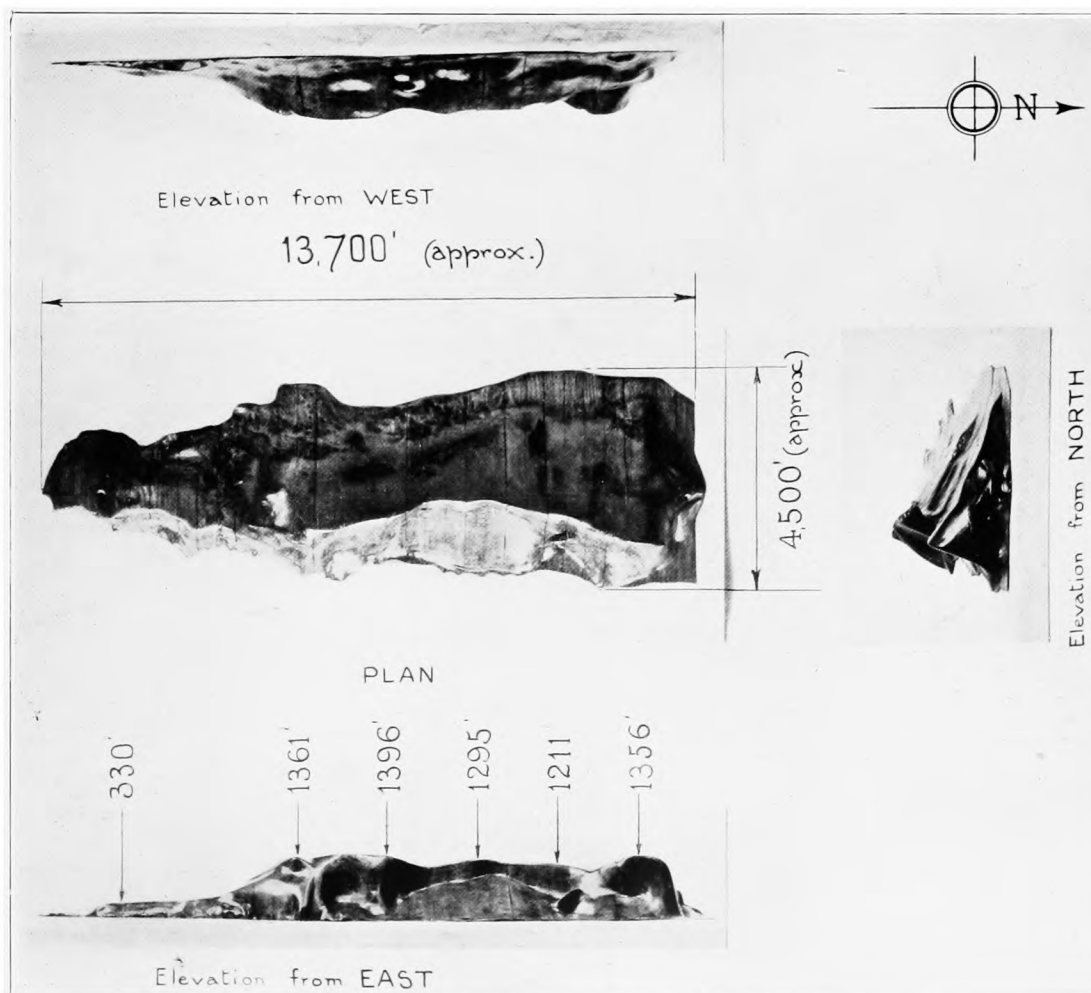 N
Elevation from WEST
13,700' (approx.)
4,500' (approx)
Elevation from NORTH
PLAN
330'
1361'
1396'
1295'
1211'
1356'
Elevation from EAST